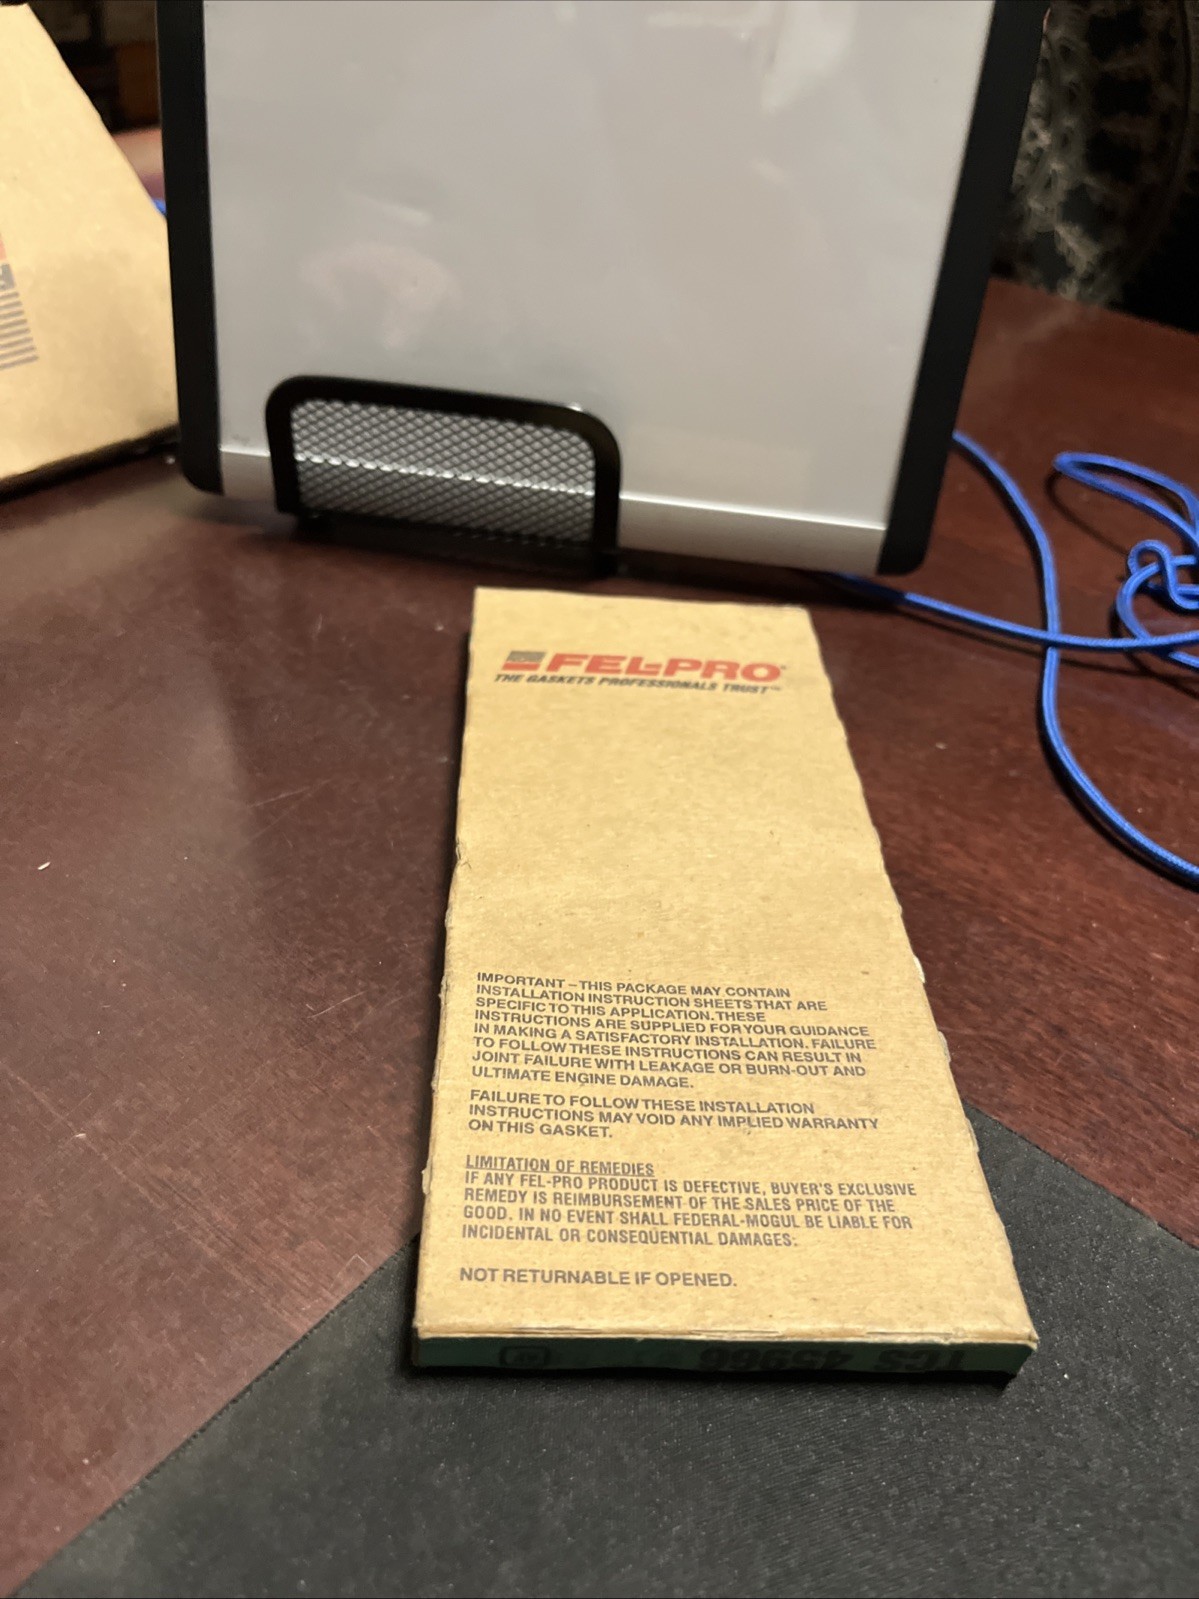 FEL-PRO®
THE GASKETS PROFESSIONALS TRUST™
IMPORTANT – THIS PACKAGE MAY CONTAIN
INSTALLATION INSTRUCTION SHEETS THAT ARE
SPECIFIC TO THIS APPLICATION. THESE
INSTRUCTIONS ARE SUPPLIED FOR YOUR GUIDANCE
IN MAKING A SATISFACTORY INSTALLATION. FAILURE
TO FOLLOW THESE INSTRUCTIONS CAN RESULT IN
JOINT FAILURE WITH LEAKAGE OR BURN-OUT AND
ULTIMATE ENGINE DAMAGE.
FAILURE TO FOLLOW THESE INSTALLATION
INSTRUCTIONS MAY VOID ANY IMPLIED WARRANTY
ON THIS GASKET.
LIMITATION OF REMEDIES
IF ANY FEL-PRO PRODUCT IS DEFECTIVE, BUYER'S EXCLUSIVE
REMEDY IS REIMBURSEMENT OF THE SALES PRICE OF THE
GOOD. IN NO EVENT SHALL FEDERAL-MOGUL BE LIABLE FOR
INCIDENTAL OR CONSEQUENTIAL DAMAGES.
NOT RETURNABLE IF OPENED.
TCS 45966